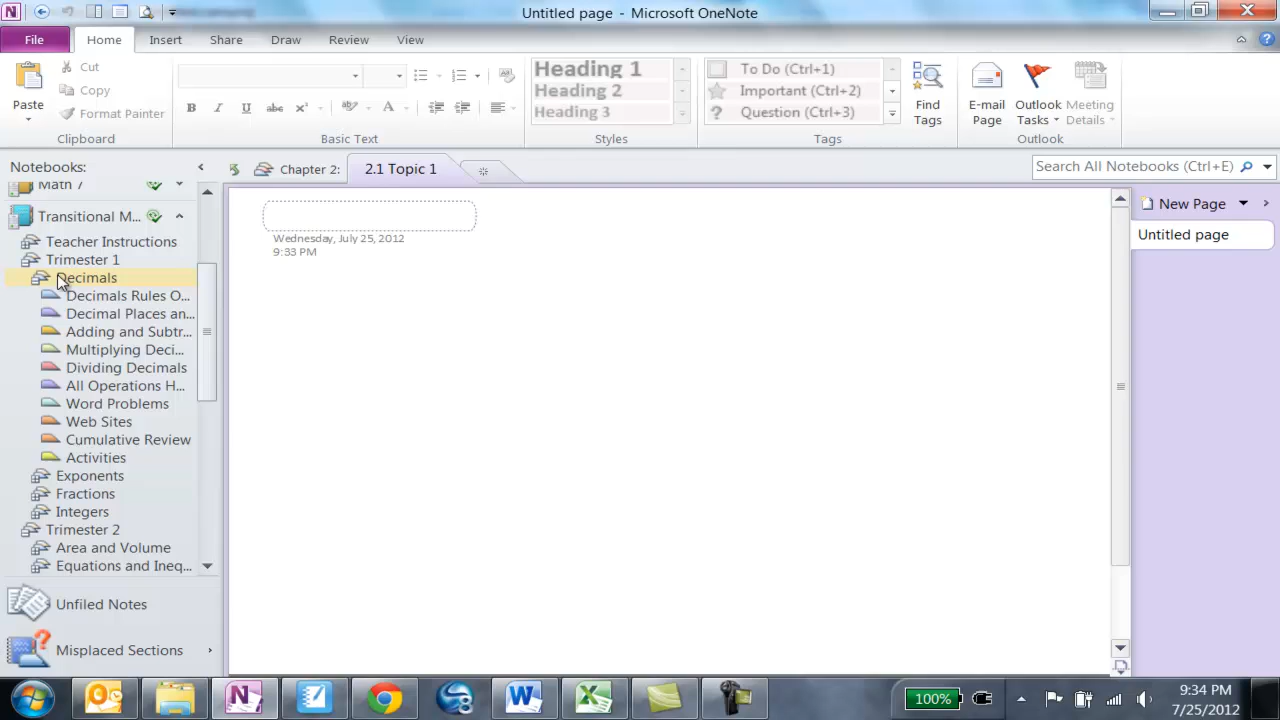 Untitled page - Microsoft OneNote
File Home Insert Share Draw Review View
Paste
Cut
Copy
Format Painter
Clipboard
Basic Text
Heading 1
Heading 2
Heading 3
Styles
To Do (Ctrl+1)
Important (Ctrl+2)
Question (Ctrl+3)
Tags
Find
Tags
E-mail
Page
Outlook
Tasks
Meeting
Details
Outlook
Notebooks:
Chapter 2:
2.1 Topic 1
Search All Notebooks (Ctrl+E)
Math 7
Transitional M...
Teacher Instructions
Trimester 1
Decimals
Decimals Rules O...
Decimal Places an...
Adding and Subtr...
Multiplying Deci...
Dividing Decimals
All Operations H...
Word Problems
Web Sites
Cumulative Review
Activities
Exponents
Fractions
Integers
Trimester 2
Area and Volume
Equations and Ineq...
Unfiled Notes
Misplaced Sections
Wednesday, July 25, 2012
9:33 PM
New Page
Untitled page
100%
9:34 PM
7/25/2012